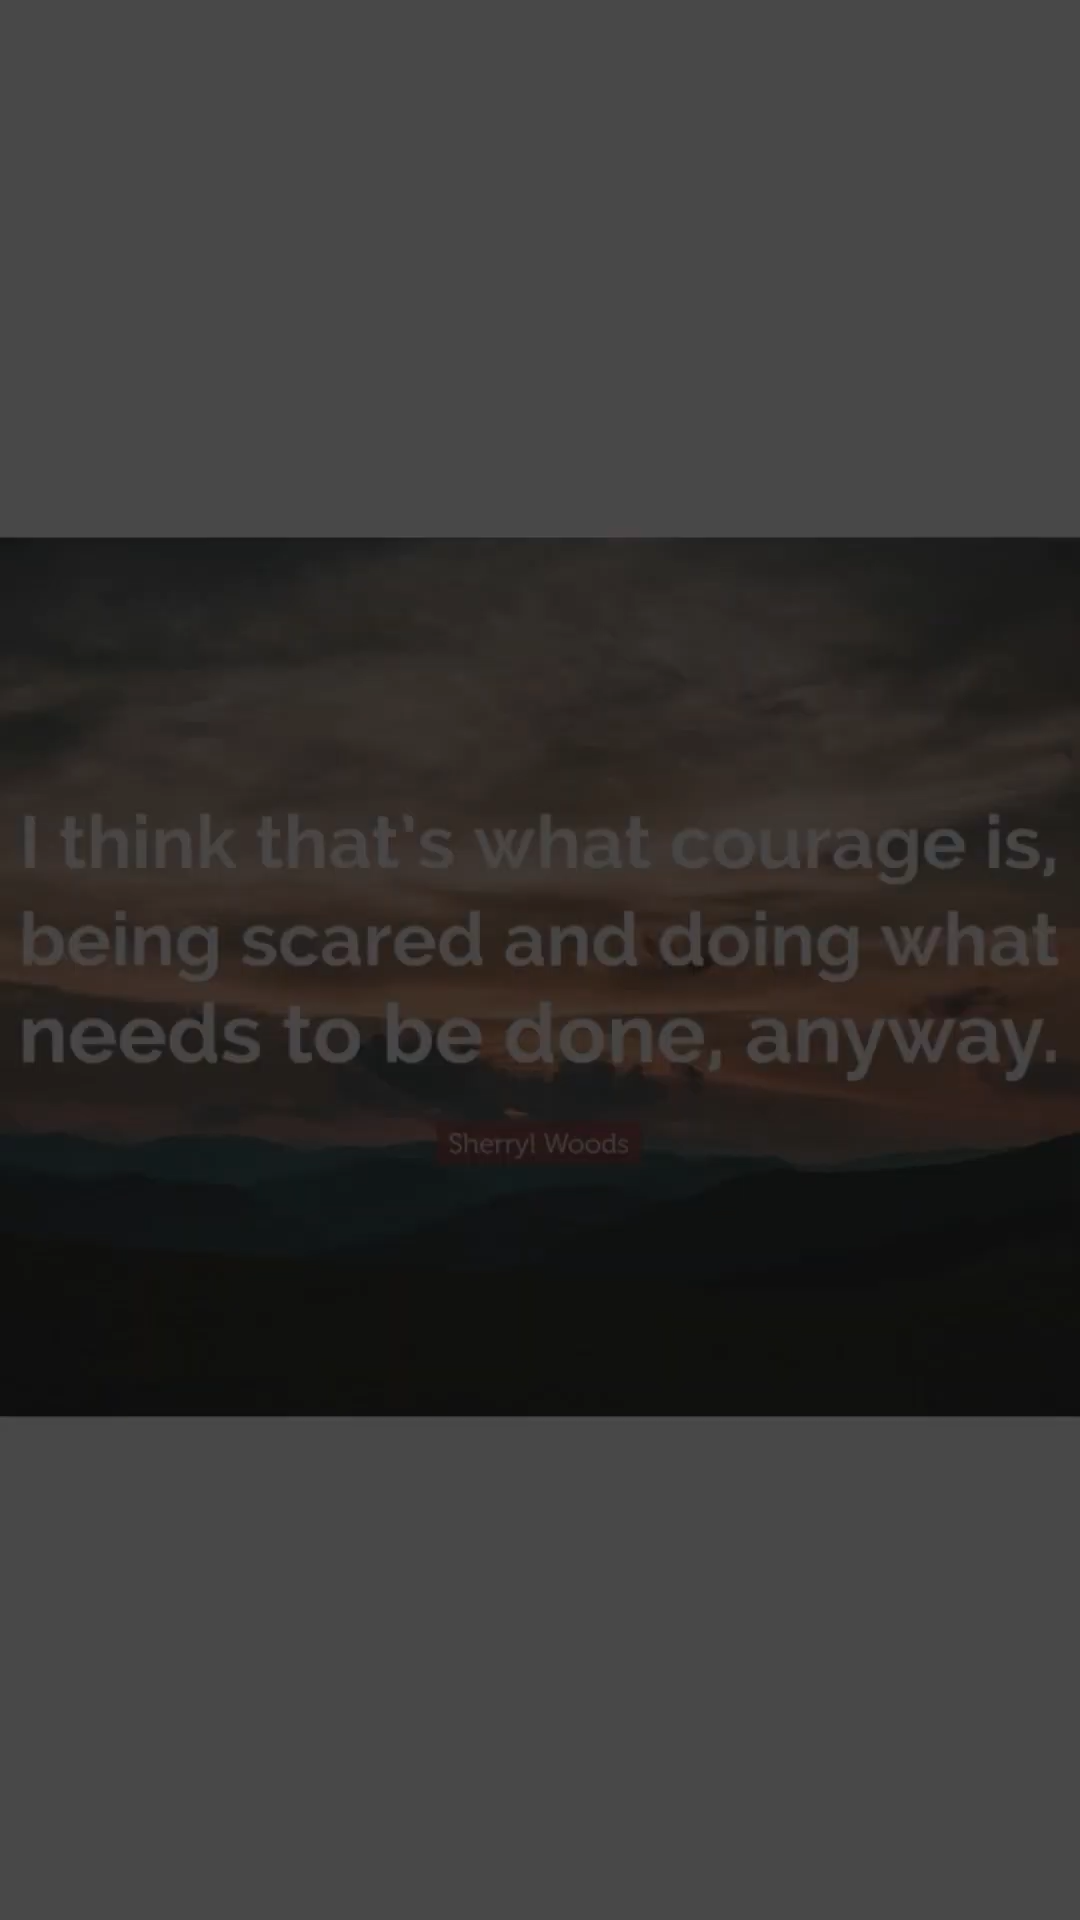 I think that's what courage is,
being scared and doing what
needs to be done, anyway.
Sherryl Woods